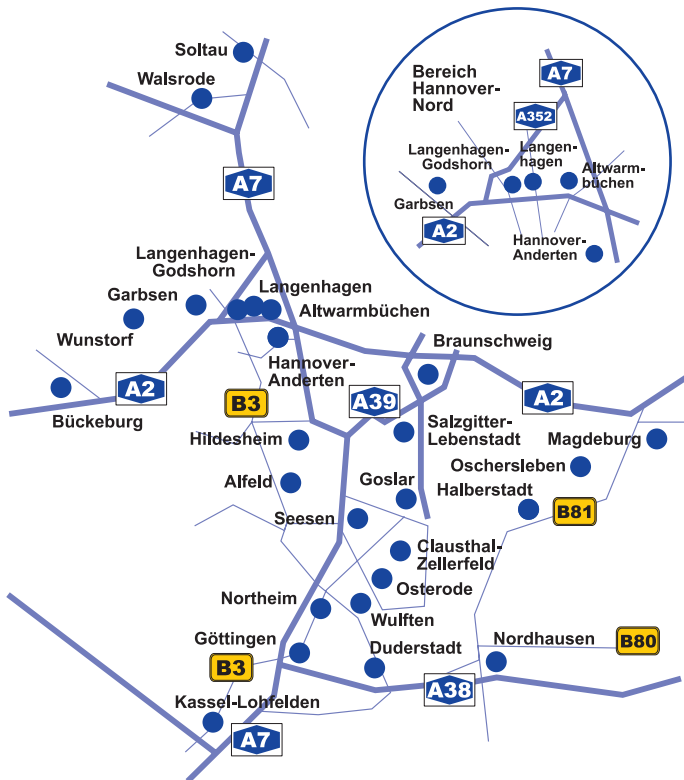 Soltau
Walsrode
A7
Bereich
Hannover-
Nord
A7
A352
Langenhagen-
Godshorn
Langen-
hagen
Altwarm-
büchen
Garbsen
A2
Hannover-
Anderten
Langenhagen-
Godshorn
Garbsen
Langenhagen
Altwarmbüchen
Wunstorf
Hannover-
Anderten
Braunschweig
A2
B3
A39
A2
Bückeburg
Hildesheim
Salzgitter-
Lebenstadt
Magdeburg
Oschersleben
Alfeld
Goslar
Halberstadt
Seesen
B81
Clausthal-
Zellerfeld
Osterode
Northeim
Wulften
Göttingen
Duderstadt
Nordhausen
B80
B3
A38
Kassel-Lohfelden
A7